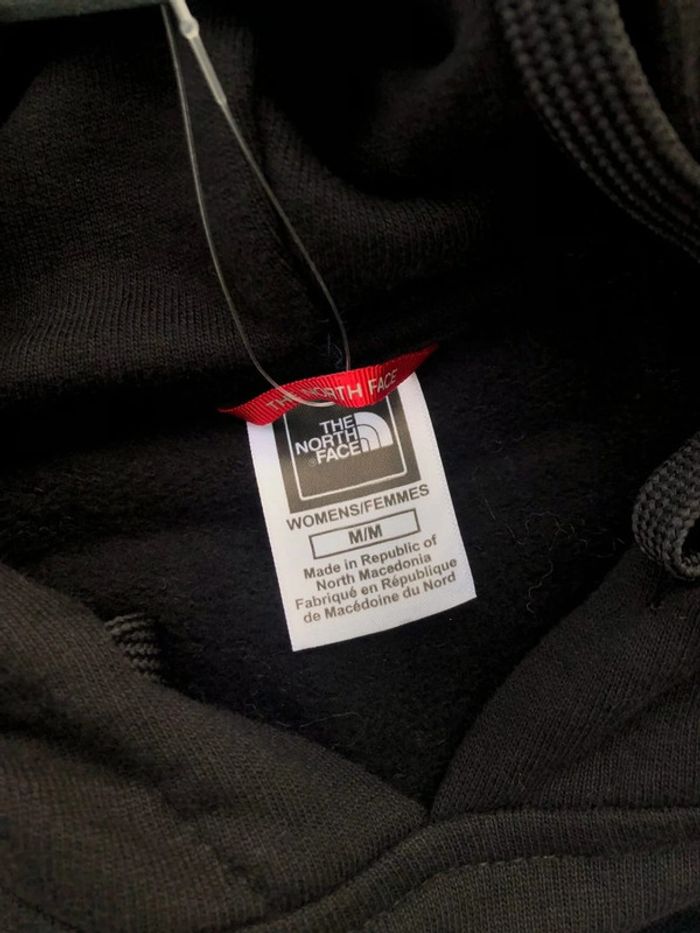 THE NORTH FACE
THE
NORTH
FACE
WOMENS/FEMMES
M/M
Made in Republic of
North Macedonia
Fabriqué en République
de Macédoine du Nord